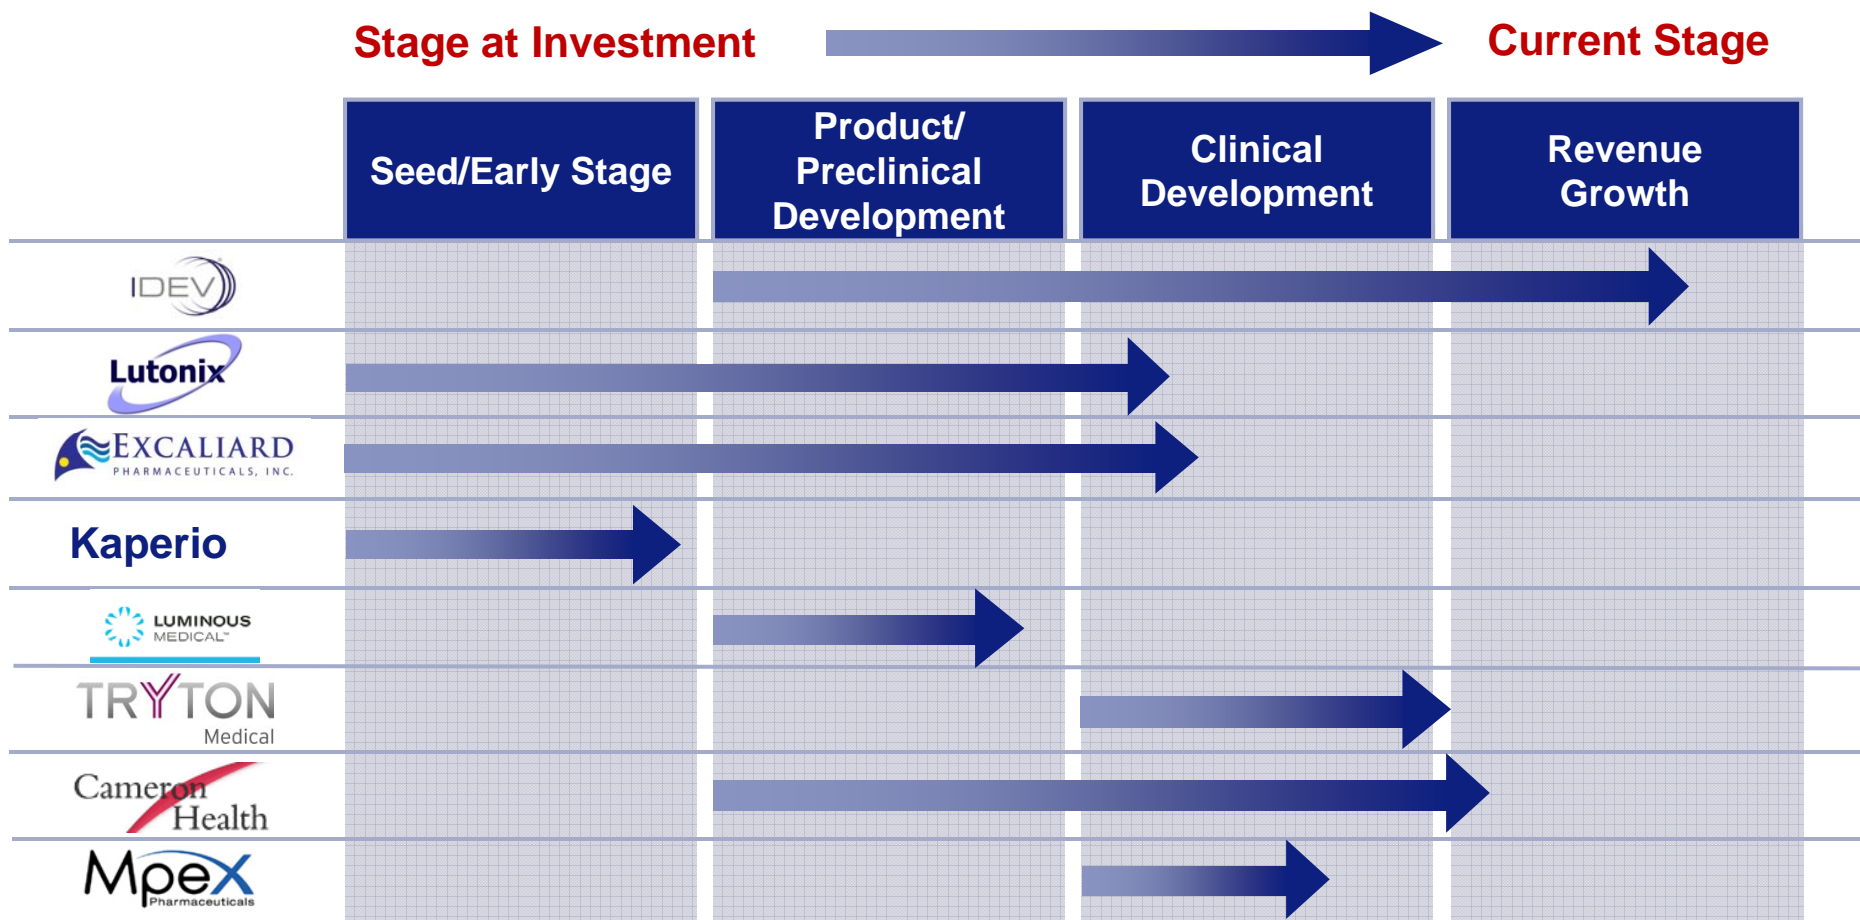 Stage at Investment
Current Stage
Seed/Early Stage
Product/
Preclinical
Development
Clinical
Development
Revenue
Growth
IDEV
Lutonix
EXCALIARD
PHARMACEUTICALS, INC.
Kaperio
LUMINOUS
MEDICAL™
TRYTON
Medical
Cameron
Health
Mpex
Pharmaceuticals